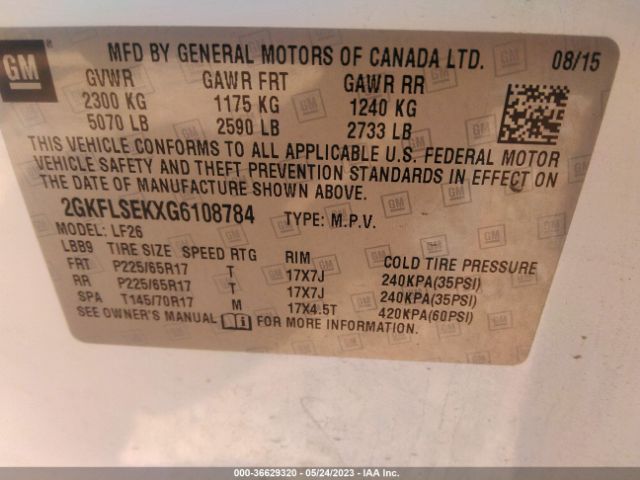 GM
MFD BY GENERAL MOTORS OF CANADA LTD. 08/15
GVWR GAWR FRT GAWR RR
2300 KG 1175 KG 1240 KG
5070 LB 2590 LB 2733 LB
THIS VEHICLE CONFORMS TO ALL APPLICABLE U.S. FEDERAL MOTOR
VEHICLE SAFETY AND THEFT PREVENTION STANDARDS IN EFFECT ON
THE DATE OF MANUFACTURE SHOWN ABOVE.
2GKFLSEKXG6108784 TYPE: M.P.V.
MODEL: LF26
LBB9 TIRE SIZE SPEED RTG RIM COLD TIRE PRESSURE
FRT P225/65R17 T 17X7J 240KPA(35PSI)
RR P225/65R17 T 17X7J 240KPA(35PSI)
SPA T145/70R17 M 17X4.5T 420KPA(60PSI)
SEE OWNER'S MANUAL FOR MORE INFORMATION.
000-36629320 - 05/24/2023 - IAA Inc.